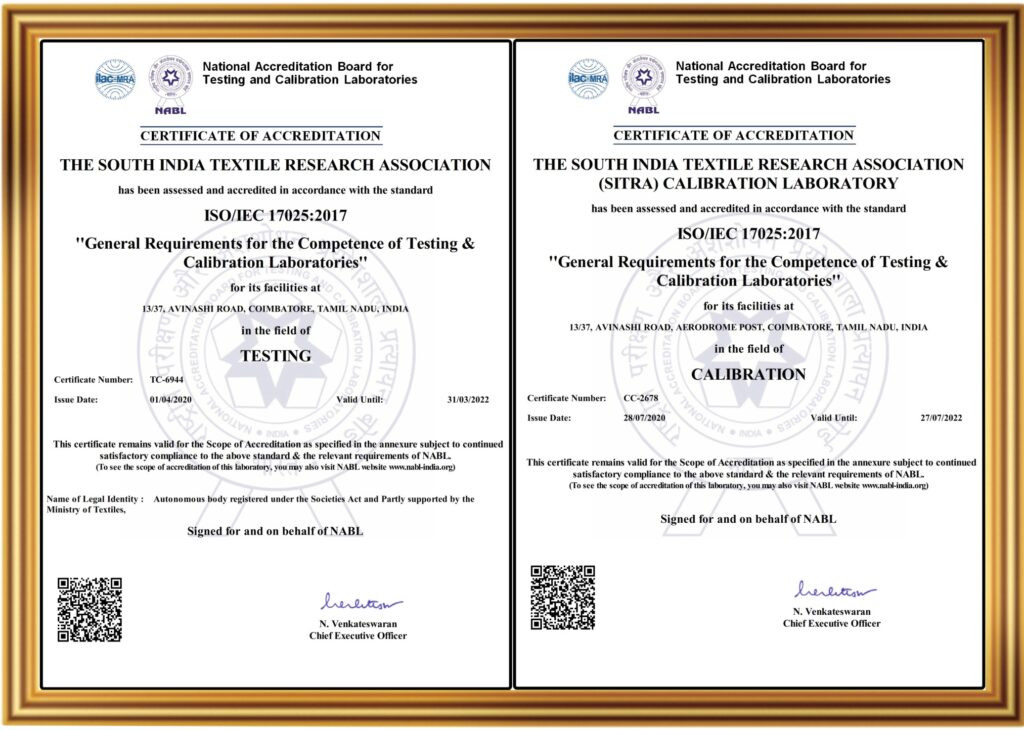 ilac-MRA
NABL
National Accreditation Board for
Testing and Calibration Laboratories
CERTIFICATE OF ACCREDITATION
THE SOUTH INDIA TEXTILE RESEARCH ASSOCIATION
has been assessed and accredited in accordance with the standard
ISO/IEC 17025:2017
"General Requirements for the Competence of Testing &
Calibration Laboratories"
for its facilities at
13/37, AVINASHI ROAD, COIMBATORE, TAMIL NADU, INDIA
in the field of
TESTING
Certificate Number: TC-6944
Issue Date: 01/04/2020 Valid Until: 31/03/2022
This certificate remains valid for the Scope of Accreditation as specified in the annexure subject to continued
satisfactory compliance to the above standard & the relevant requirements of NABL.
(To see the scope of accreditation of this laboratory, you may also visit NABL website www.nabl-india.org)
Name of Legal Identity : Autonomous body registered under the Societies Act and Partly supported by the
Ministry of Textiles,
Signed for and on behalf of NABL
N. Venkateswaran
Chief Executive Officer
ilac-MRA
NABL
National Accreditation Board for
Testing and Calibration Laboratories
CERTIFICATE OF ACCREDITATION
THE SOUTH INDIA TEXTILE RESEARCH ASSOCIATION
(SITRA) CALIBRATION LABORATORY
has been assessed and accredited in accordance with the standard
ISO/IEC 17025:2017
"General Requirements for the Competence of Testing &
Calibration Laboratories"
for its facilities at
13/37, AVINASHI ROAD, AERODROME POST, COIMBATORE, TAMIL NADU, INDIA
in the field of
CALIBRATION
Certificate Number: CC-2678
Issue Date: 28/07/2020 Valid Until: 27/07/2022
This certificate remains valid for the Scope of Accreditation as specified in the annexure subject to continued
satisfactory compliance to the above standard & the relevant requirements of NABL.
(To see the scope of accreditation of this laboratory, you may also visit NABL website www.nabl-india.org)
Signed for and on behalf of NABL
N. Venkateswaran
Chief Executive Officer